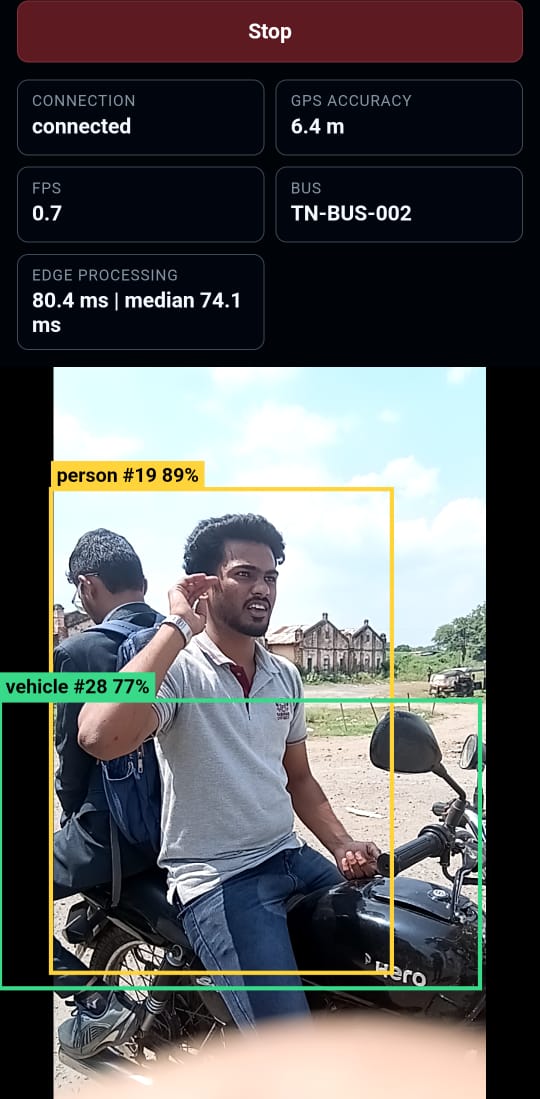 Stop
CONNECTION
connected
GPS ACCURACY
6.4 m
FPS
0.7
BUS
TN-BUS-002
EDGE PROCESSING
80.4 ms | median 74.1
ms
person #19 89%
vehicle #28 77%
Hero